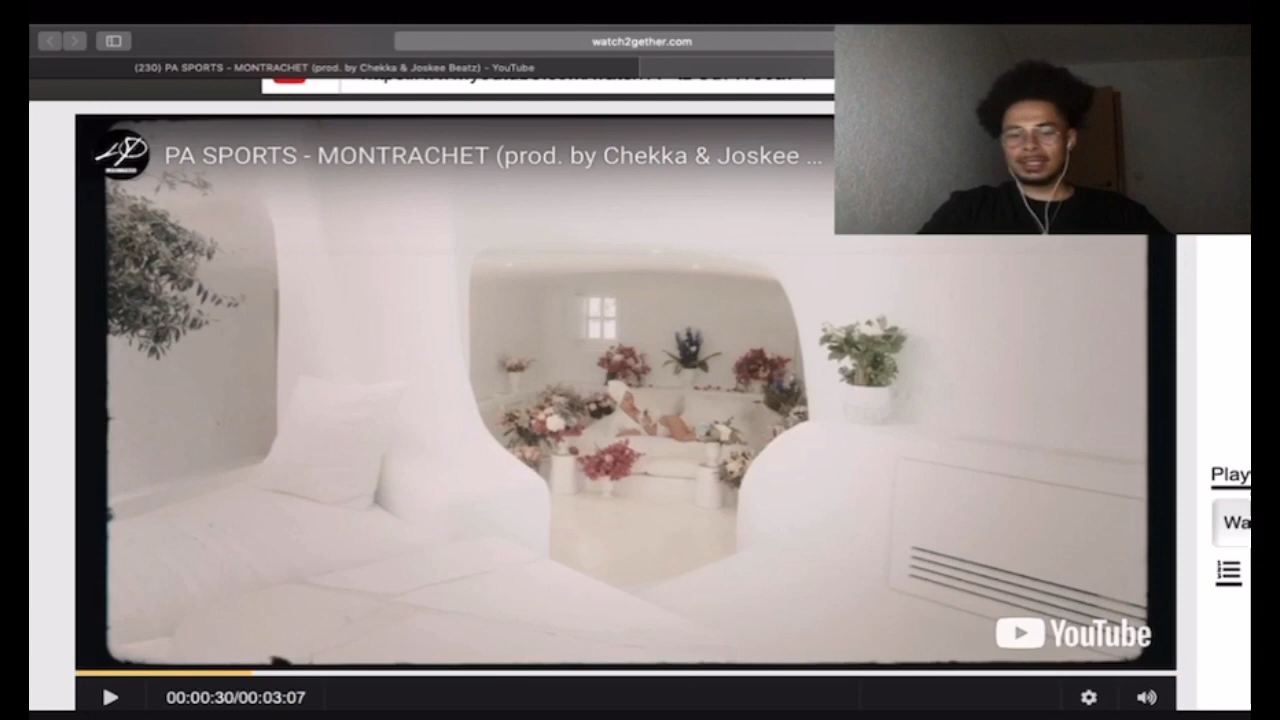 watch2gether.com
(230) PA SPORTS - MONTRACHET (prod. by Chekka & Joskee Beatz) - YouTube
PA SPORTS - MONTRACHET (prod. by Chekka & Joskee ...
Play
Wa
YouTube
00:00:30/00:03:07